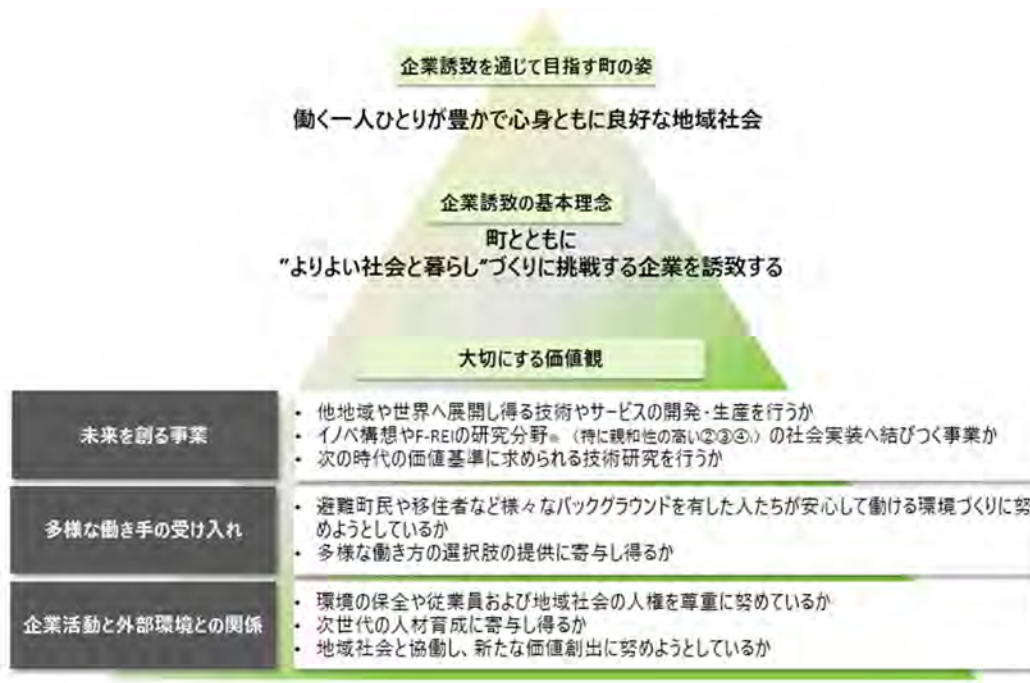 企業誘致を通じて目指す町の姿
働く一人ひとりが豊かで心身ともに良好な地域社会
企業誘致の基本理念
町とともに
”よりよい社会と暮らし“づくりに挑戦する企業を誘致する
大切にする価値観
未来を創る事業
• 他地域や世界へ展開し得る技術やサービスの開発・生産を行うか
• イノベ構想やF-REIの研究分野※（特に親和性の高い②③④）の社会実装へ結びつく事業か
• 次の時代の価値基準に求められる技術研究を行うか
多様な働き手の受け入れ
• 避難町民や移住者など様々なバックグラウンドを有した人たちが安心して働ける環境づくりに努
めようとしているか
• 多様な働き方の選択肢の提供に寄与し得るか
企業活動と外部環境との関係
• 環境の保全や従業員および地域社会の人権を尊重に努めているか
• 次世代の人材育成に寄与し得るか
• 地域社会と協働し、新たな価値創出に努めようとしているか